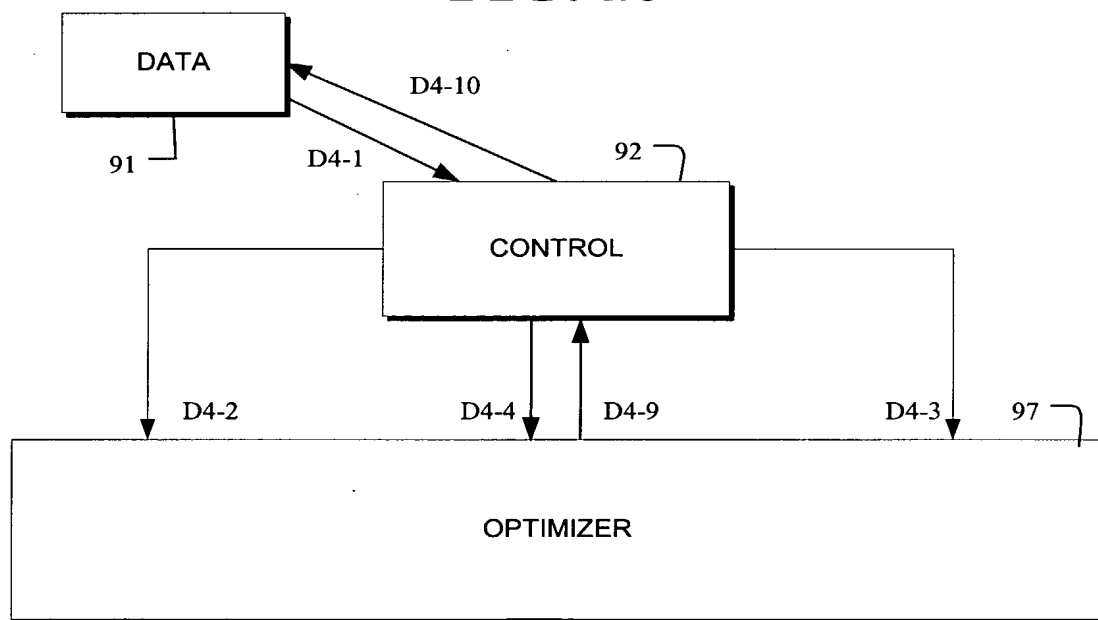 DATA
D4-10
91
D4-1
92
CONTROL
D4-2
D4-4
D4-9
D4-3
97
OPTIMIZER